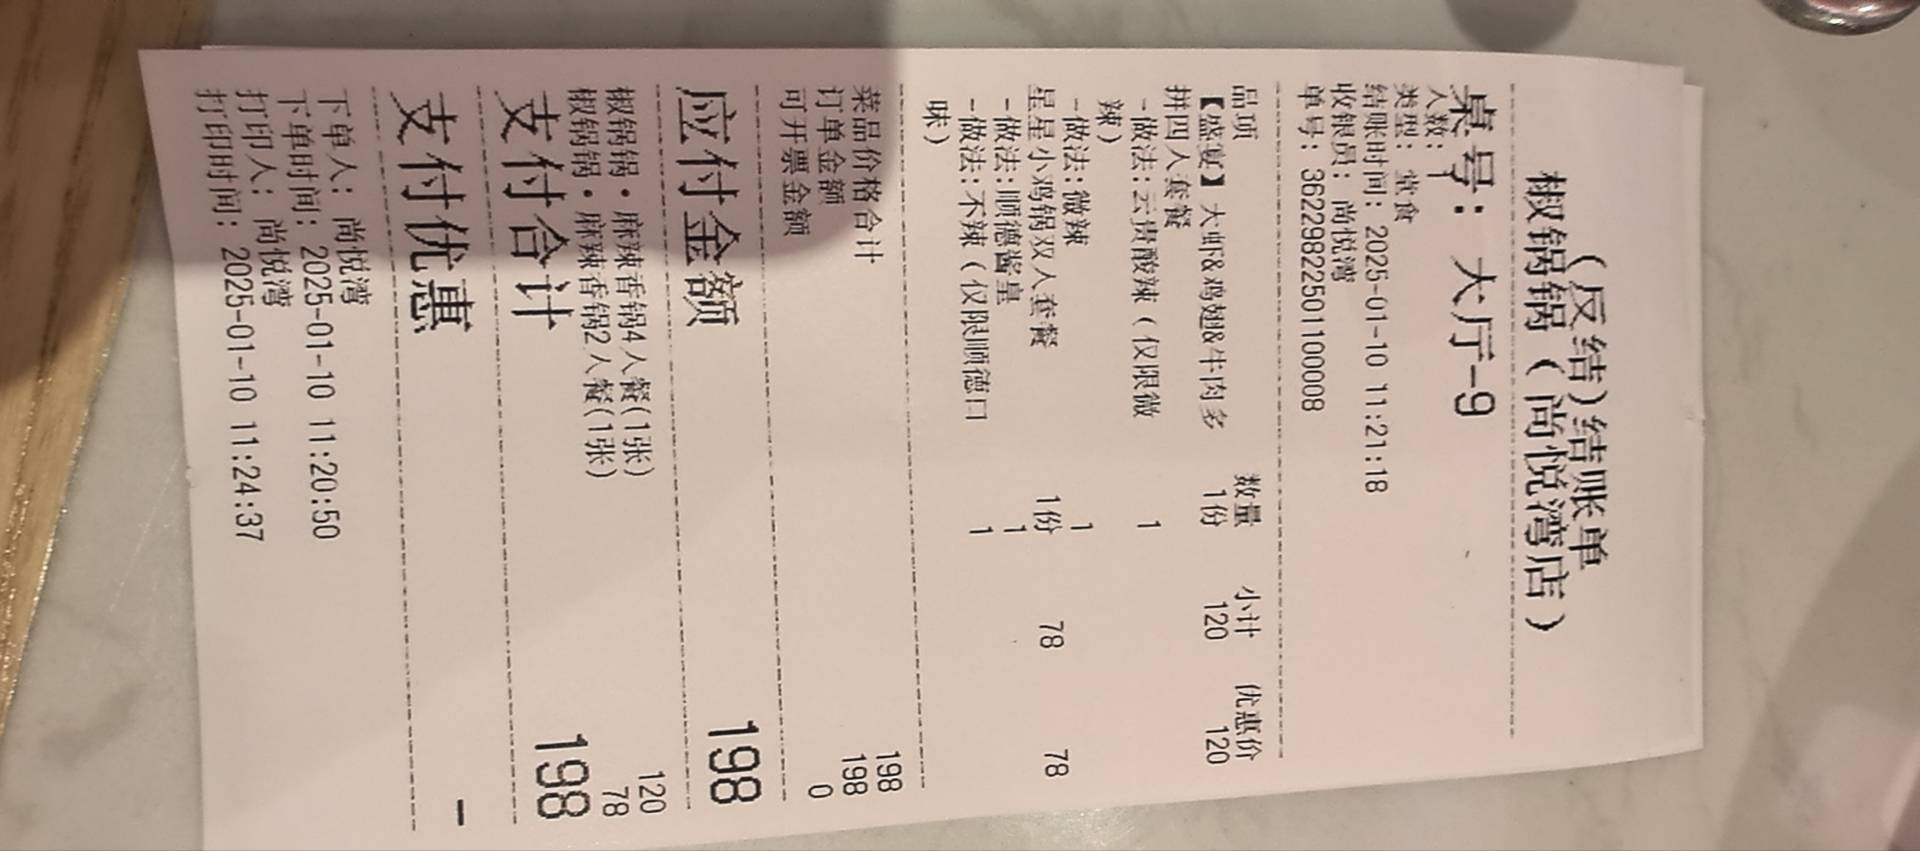 (反结)结账单
椒锅锅（尚悦湾店）
桌号：大厅-9
人数：1
类型：堂食
结账时间：2025-01-10 11:21:18
收银员：尚悦湾
单号：362298225011000008
品项 数量 小计 优惠价
【盛宴】大虾&鸡翅&牛肉多 1份 120 120
拼四人套餐
-做法:云贵酸辣（仅限微 1
辣）
-做法:微辣 1
星星小鸡锅双人套餐 1份 78 78
-做法:顺德酱皇 1
-做法:不辣（仅限顺德口 1
味）
菜品价格合计 198
订单金额 198
可开票金额 0
应付金额 198
椒锅锅·麻辣香锅4人餐(1张) 120
椒锅锅·麻辣香锅2人餐(1张) 78
支付合计 198
支付优惠 -
下单人：尚悦湾
下单时间：2025-01-10 11:20:50
打印人：尚悦湾
打印时间：2025-01-10 11:24:37